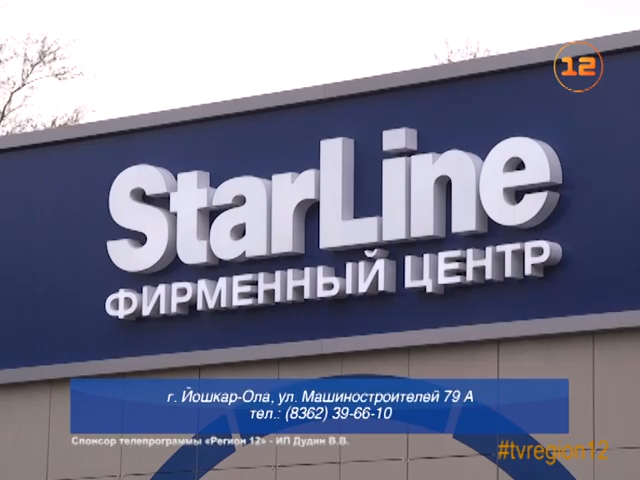 12
StarLine
ФИРМЕННЫЙ ЦЕНТР
г. Йошкар-Ола, ул. Машиностроителей 79 А
тел.: (8362) 39-66-10
Спонсор телепрограммы «Регион 12» - ИП Дудин В.В.
#tvregion12